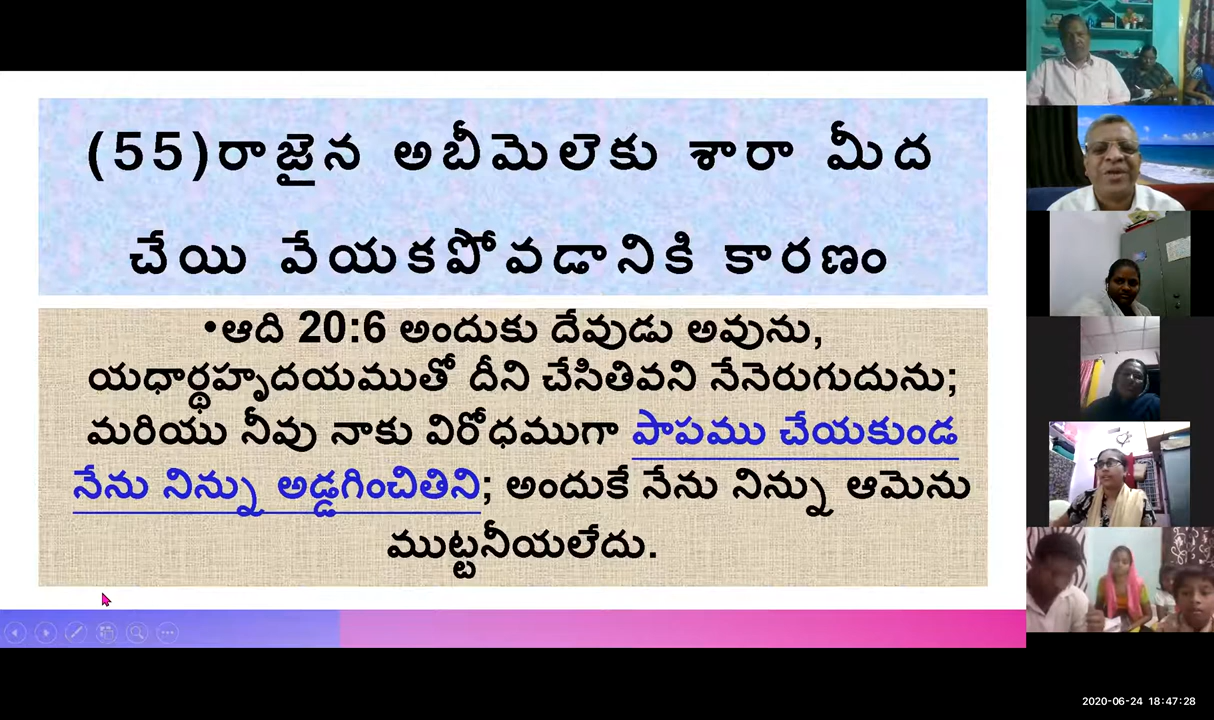 (55)రాజైన అబీమెలెకు శారా మీద
చేయి వేయకపోవడానికి కారణం
•ఆది 20:6 అందుకు దేవుడు అవును,
యధార్థహృదయముతో దీని చేసితివని నేనెరుగుదును;
మరియు నీవు నాకు విరోధముగా పాపము చేయకుండ
నేను నిన్ను అడ్డగించితిని; అందుకే నేను నిన్ను ఆమెను
ముట్టనీయలేదు.
2020-06-24 18:47:28